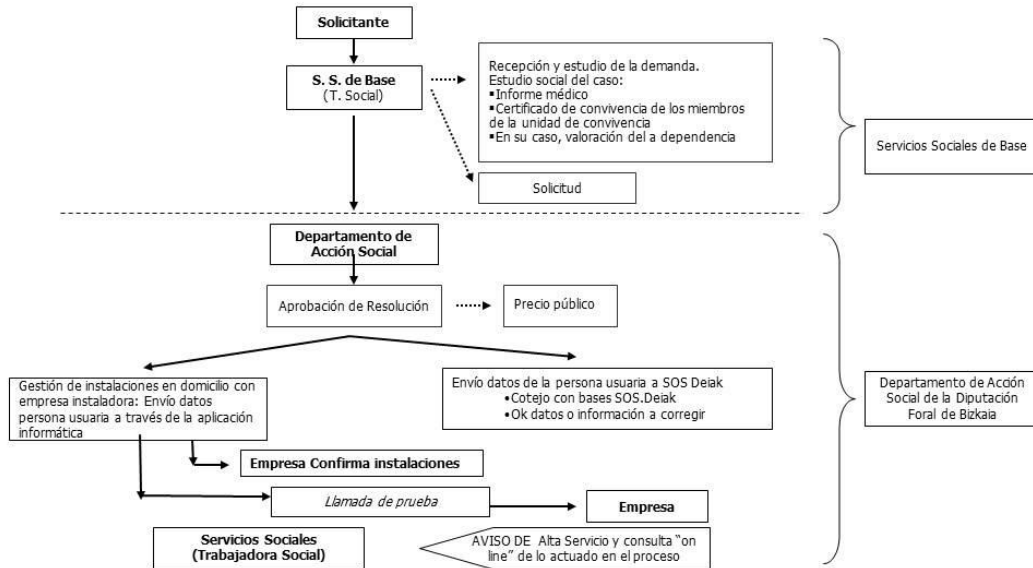 Solicitante
S. S. de Base
(T. Social)
Recepción y estudio de la demanda.
Estudio social del caso:
▪Informe médico
▪Certificado de convivencia de los miembros
de la unidad de convivencia
▪En su caso, valoración del a dependencia
Servicios Sociales de Base
Solicitud
Departamento de
Acción Social
Aprobación de Resolución
Precio público
Gestión de instalaciones en domicilio con
empresa instaladora: Envío datos
persona usuaria a través de la aplicación
informática
Envío datos de la persona usuaria a SOS Deiak
•Cotejo con bases SOS.Deiak
•Ok datos o información a corregir
Departamento de Acción
Social de la Diputación
Foral de Bizkaia
Empresa Confirma instalaciones
Llamada de prueba
Empresa
Servicios Sociales
(Trabajadora Social)
AVISO DE Alta Servicio y consulta "on
line" de lo actuado en el proceso